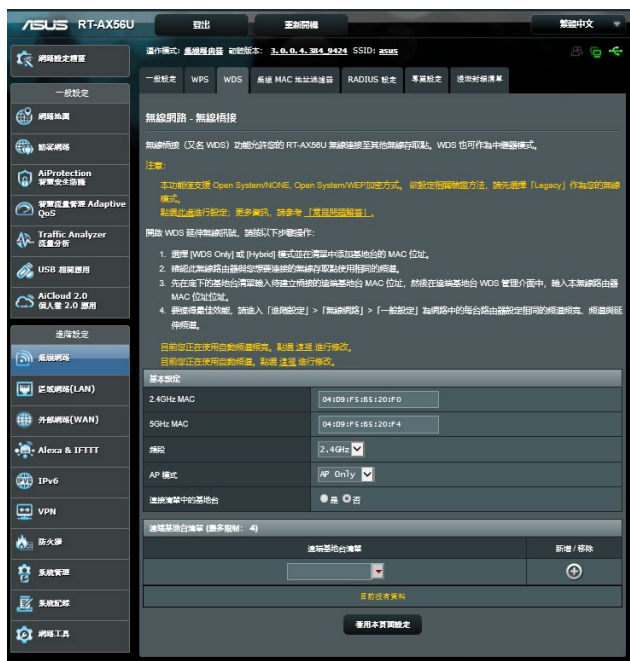 ASUS RT-AX56U 登出 重新開機 繁體中文
網路設定精靈
一般設定
網路地圖
訪客網路
AiProtection
智慧安全防護
智慧流量管理 Adaptive
QoS
Traffic Analyzer
流量分析
USB 相關應用
AiCloud 2.0
個人雲 2.0 應用
進階設定
無線網路
區域網路(LAN)
外部網路(WAN)
Alexa & IFTTT
IPv6
VPN
防火牆
系統管理
系統紀錄
網路工具
運作模式: 無線路由器 韌體版本: 3.0.0.4.384_9424 SSID: asus
一般設定 WPS WDS 無線 MAC 地址過濾器 RADIUS 設定 專業設定 漫遊封鎖清單
無線網路 - 無線橋接
無線橋接（又名 WDS）功能允許您的 RT-AX56U 無線連接至其他無線存取點。WDS 也可作為中繼器模式。
注意:
本功能僅支援 Open System/NONE, Open System/WEP加密方式。 欲設定相關驗證方法，請先選擇「Legacy」作為您的無線
模式。
點選此處進行設定；更多資訊，請參考 「常見問題解答」。
開啟 WDS 延伸無線訊號，請按以下步驟操作:
1. 選擇 [WDS Only] 或 [Hybrid] 模式並在清單中添加基地台的 MAC 位址。
2. 確認此無線路由器與您想要連接的無線存取點使用相同的頻道。
3. 先在底下的基地台清單輸入待建立橋接的遠端基地台 MAC 位址，然後在遠端基地台 WDS 管理介面中，輸入本無線路由器
MAC 位址位址。
4. 要獲得最佳效能，請進入「進階設定」>「無線網路」>「一般設定」為網路中的每台路由器設定相同的頻道頻寬、頻道與延
伸頻道。
目前您正在使用自動頻道頻寬。點選 這裡 進行修改。
目前您正在使用自動頻道。點選 這裡 進行修改。
基本設定
2.4GHz MAC 04:D9:F5:B5:20:F0
5GHz MAC 04:D9:F5:B5:20:F4
頻段 2.4GHz
AP 模式 AP Only
連接清單中的基地台 是 否
遠端基地台清單 (最多限制: 4)
遠端基地台清單 新增 / 移除
目前沒有資料
套用本頁面設定